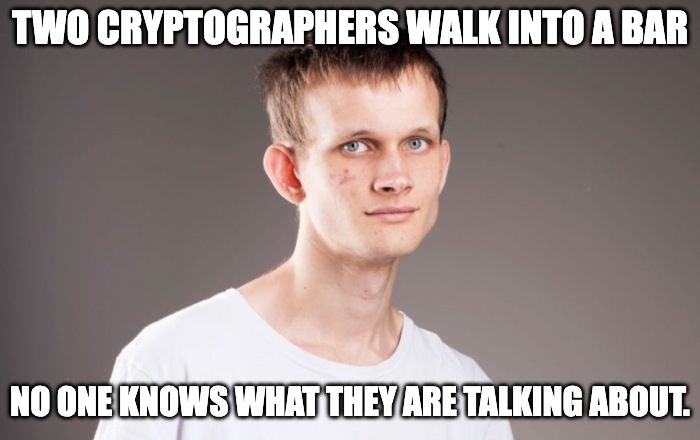 TWO CRYPTOGRAPHERS WALK INTO A BAR
NO ONE KNOWS WHAT THEY ARE TALKING ABOUT.